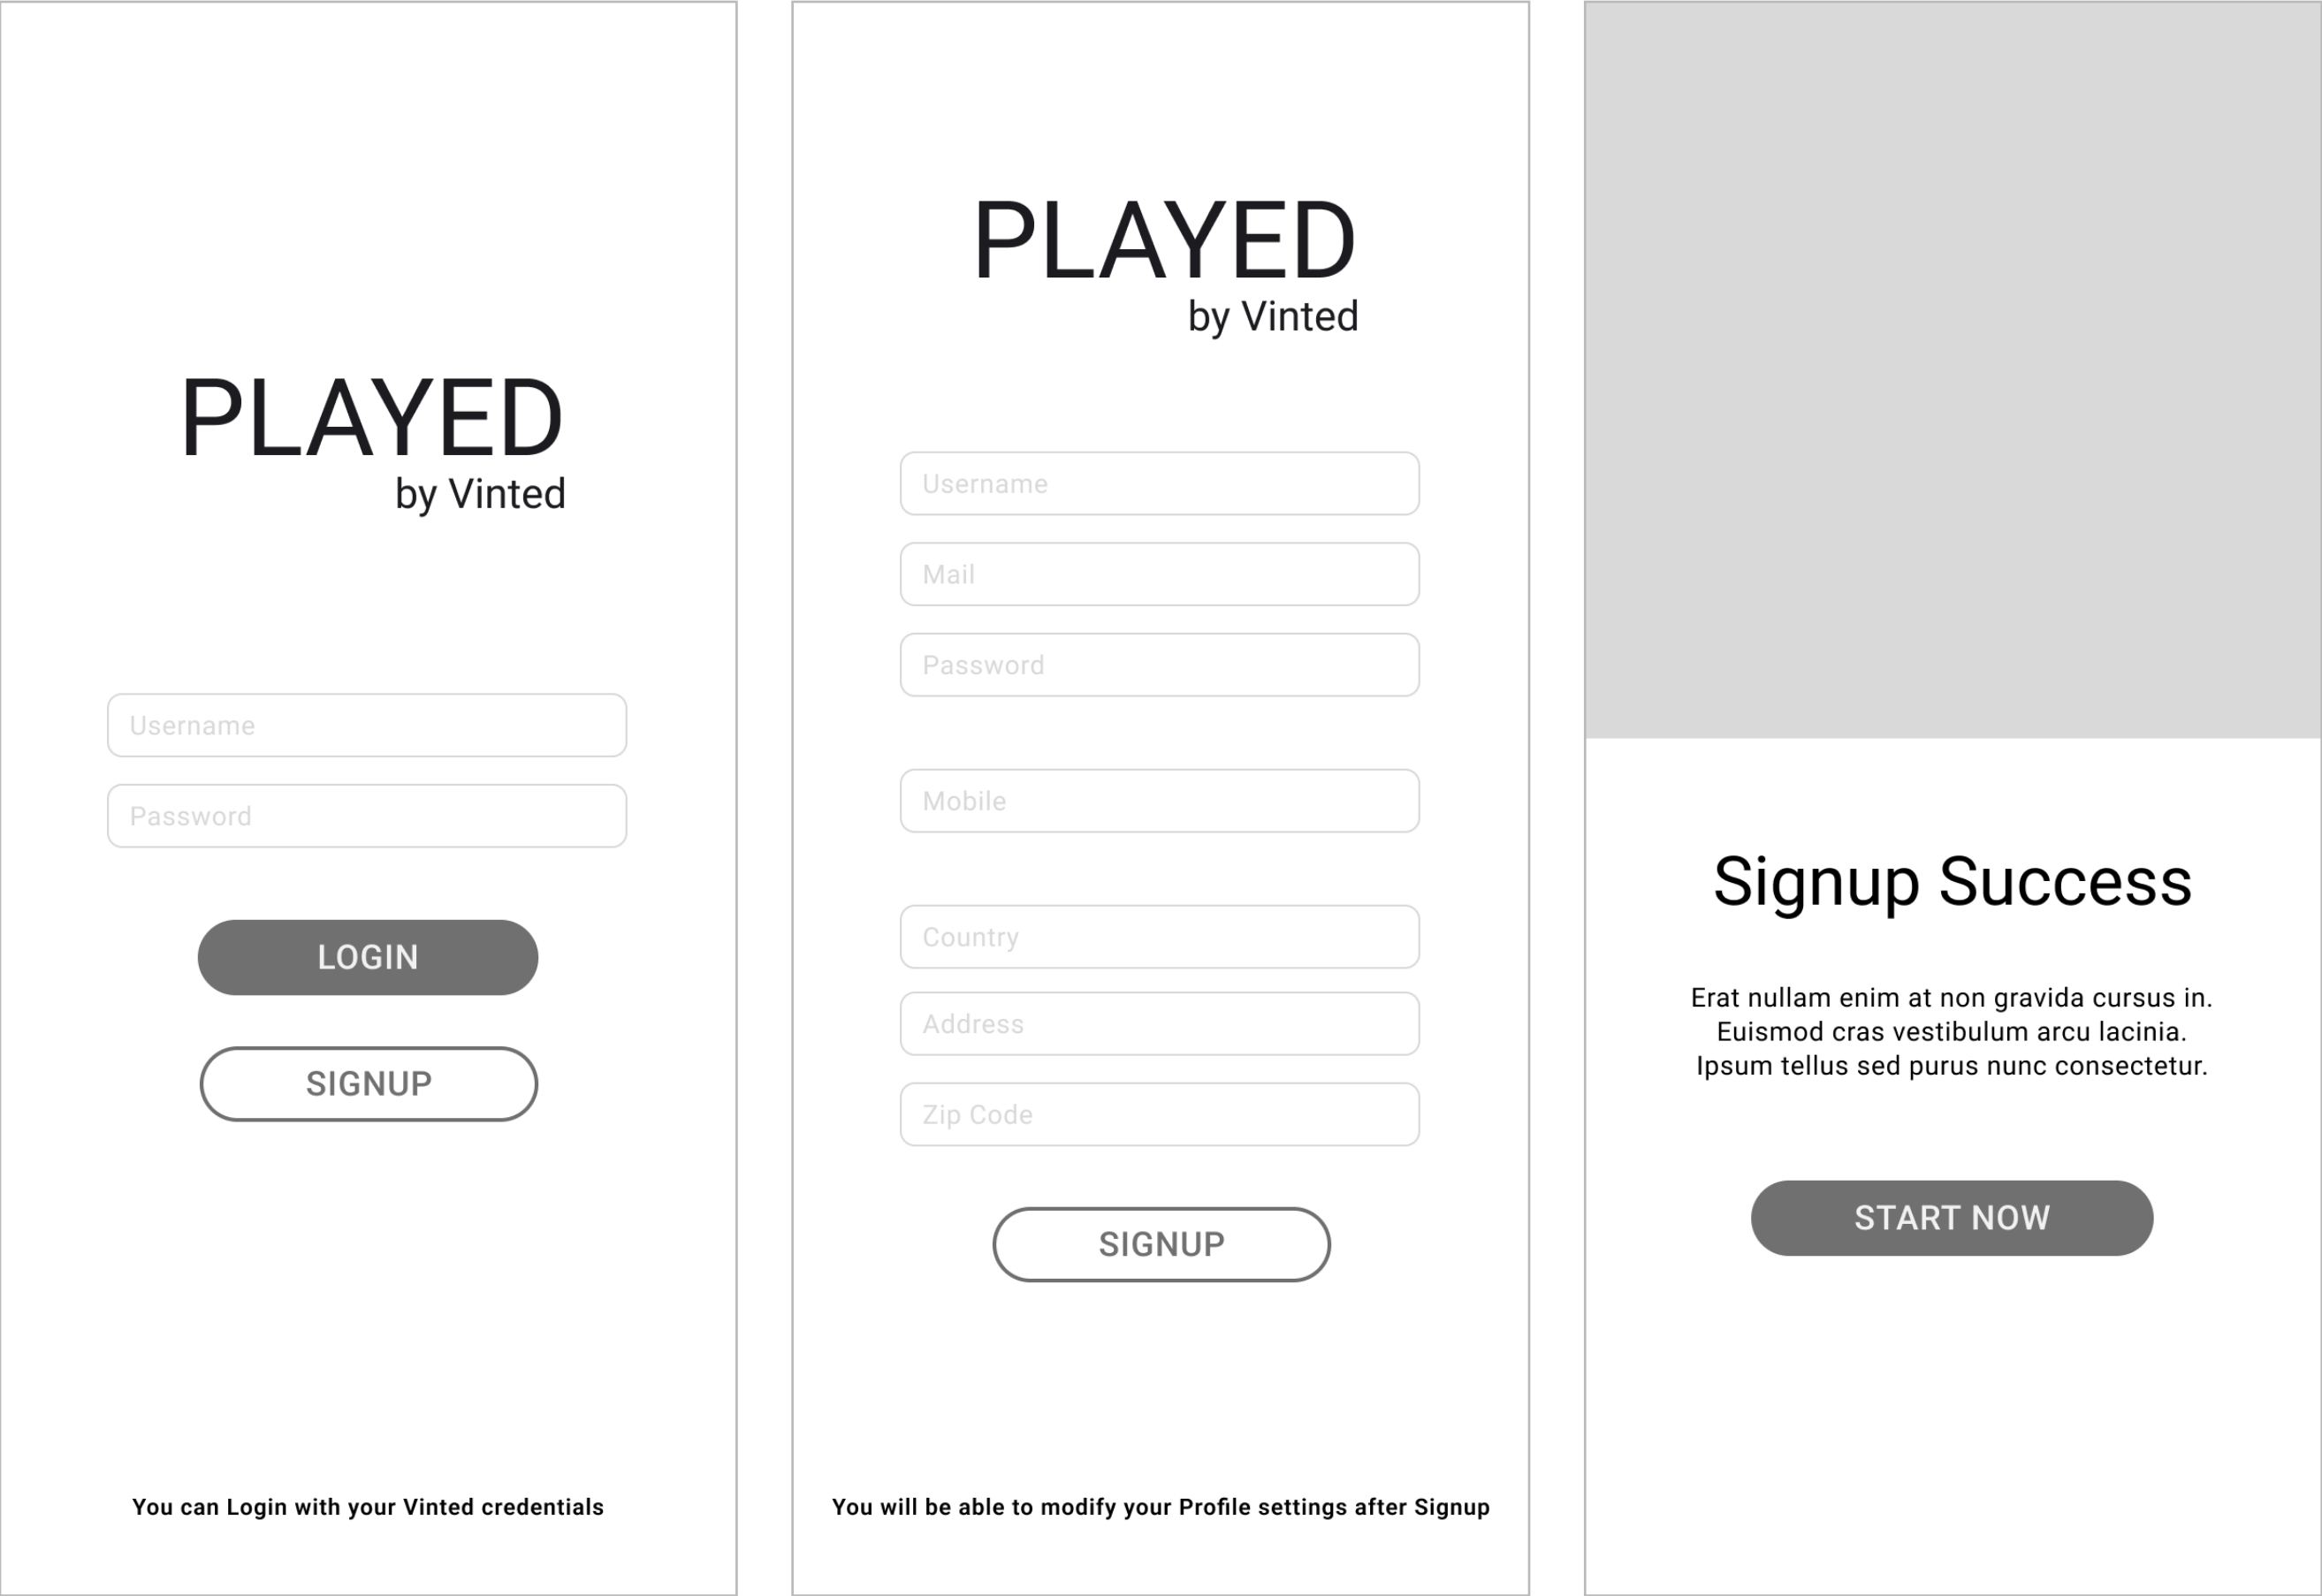 PLAYED
by Vinted
Username
Password
LOGIN
SIGNUP
You can Login with your Vinted credentials
PLAYED
by Vinted
Username
Mail
Password
Mobile
Country
Address
Zip Code
SIGNUP
You will be able to modify your Profile settings after Signup
Signup Success
Erat nullam enim at non gravida cursus in.
Euismod cras vestibulum arcu lacinia.
Ipsum tellus sed purus nunc consectetur.
START NOW